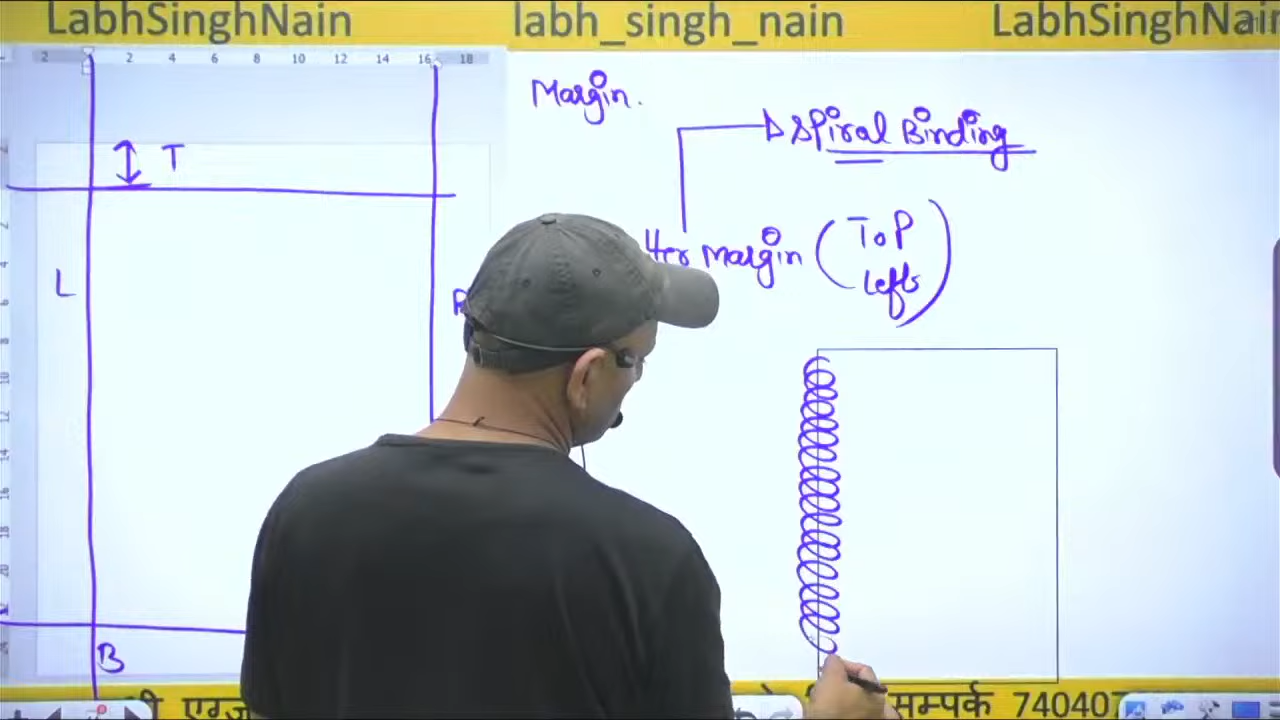 LabhSinghNain labh_singh_nain LabhSinghNain
2 2 4 6 8 10 12 14 16 18
Margin.
Spiral Binding
T
Margin (Top
Left)
L
B
सम्पर्क 74040